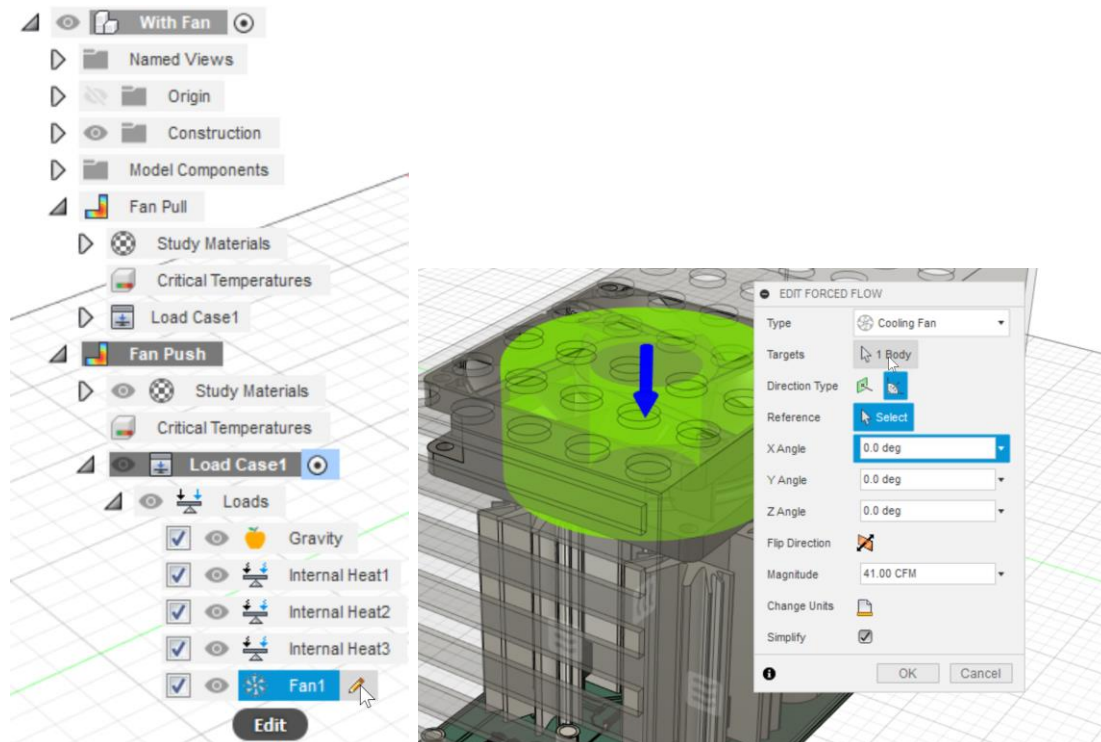 With Fan
Named Views
Origin
Construction
Model Components
Fan Pull
Study Materials
Critical Temperatures
Load Case1
Fan Push
Study Materials
Critical Temperatures
Load Case1
Loads
Gravity
Internal Heat1
Internal Heat2
Internal Heat3
Fan1
Edit
EDIT FORCED FLOW
Type Cooling Fan
Targets 1 Body
Direction Type
Reference Select
X Angle 0.0 deg
Y Angle 0.0 deg
Z Angle 0.0 deg
Flip Direction
Magnitude 41.00 CFM
Change Units
Simplify
OK Cancel